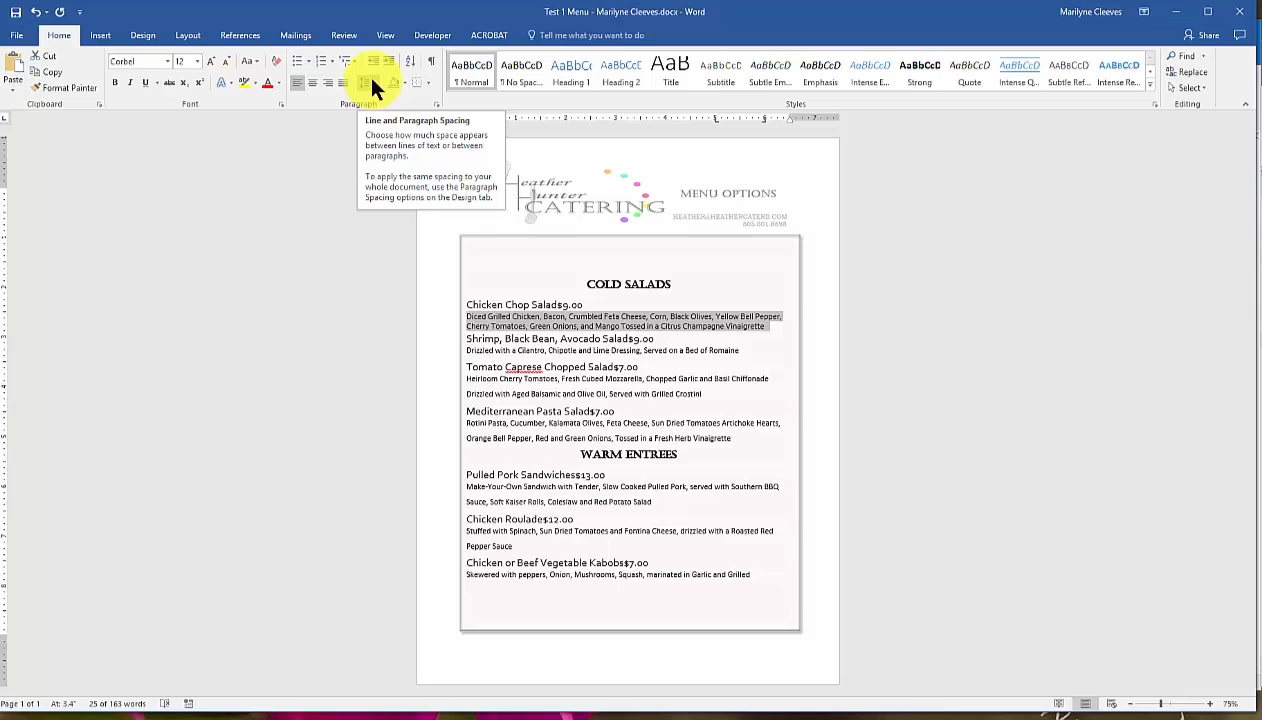 Test 1 Menu - Marilyne Cleeves.docx - Word
Marilyne Cleeves
File Home Insert Design Layout References Mailings Review View Developer ACROBAT Tell me what you want to do
Share
Cut
Copy
Format Painter
Paste
Clipboard
Corbel 12
Font
Paragraph
AaBbCcD AaBbCcD AaBbCc AaBbCcD AaB AaBbCcD AaBbCcD AaBbCcD AaBbCcD AaBbCcD AaBbCcD AaBbCcD AaBbCcD AaBbCcD
¶ Normal ¶ No Spac... Heading 1 Heading 2 Title Subtitle Subtle Em... Emphasis Intense E... Strong Quote Intense Q... Subtle Ref... Intense Re...
Styles
Find
Replace
Select
Editing
Line and Paragraph Spacing
Choose how much space appears
between lines of text or between
paragraphs.
To apply the same spacing to your
whole document, use the Paragraph
Spacing options on the Design tab.
1 2 3 4 5 6 7
eather
unter
CATERING
MENU OPTIONS
HEATHER@HEATHERCATERS.COM
805.801.8698
COLD SALADS
Chicken Chop Salad$9.00
Diced Grilled Chicken, Bacon, Crumbled Feta Cheese, Corn, Black Olives, Yellow Bell Pepper,
Cherry Tomatoes, Green Onions, and Mango Tossed in a Citrus Champagne Vinaigrette
Shrimp, Black Bean, Avocado Salad$9.00
Drizzled with a Cilantro, Chipotle and Lime Dressing, Served on a Bed of Romaine
Tomato Caprese Chopped Salad$7.00
Heirloom Cherry Tomatoes, Fresh Cubed Mozzarella, Chopped Garlic and Basil Chiffonade
Drizzled with Aged Balsamic and Olive Oil, Served with Grilled Crostini
Mediterranean Pasta Salad$7.00
Rotini Pasta, Cucumber, Kalamata Olives, Feta Cheese, Sun Dried Tomatoes Artichoke Hearts,
Orange Bell Pepper, Red and Green Onions, Tossed in a Fresh Herb Vinaigrette
WARM ENTREES
Pulled Pork Sandwiches$13.00
Make-Your-Own Sandwich with Tender, Slow Cooked Pulled Pork, served with Southern BBQ
Sauce, Soft Kaiser Rolls, Coleslaw and Red Potato Salad
Chicken Roulade$12.00
Stuffed with Spinach, Sun Dried Tomatoes and Fontina Cheese, drizzled with a Roasted Red
Pepper Sauce
Chicken or Beef Vegetable Kabobs$7.00
Skewered with peppers, Onion, Mushrooms, Squash, marinated in Garlic and Grilled
Page 1 of 1 At: 3.4" 25 of 163 words
75%